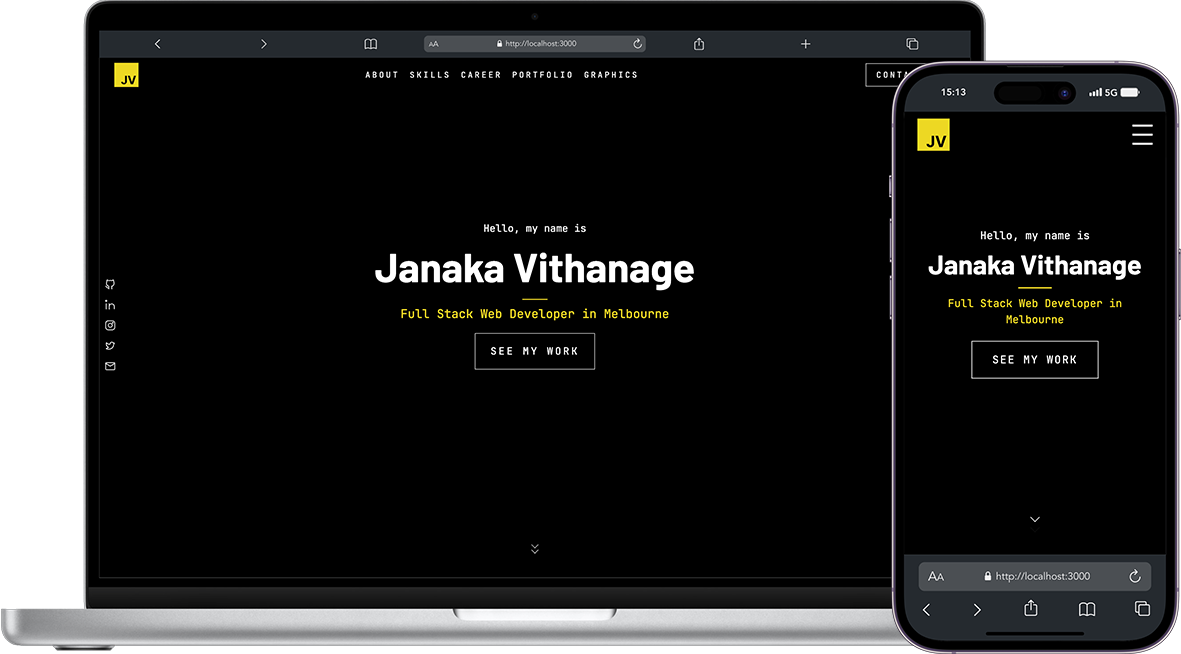 AA http://localhost:3000
JV
ABOUT SKILLS CAREER PORTFOLIO GRAPHICS
Hello, my name is
Janaka Vithanage
Full Stack Web Developer in Melbourne
SEE MY WORK
15:13
5G
JV
Hello, my name is
Janaka Vithanage
Full Stack Web Developer in
Melbourne
SEE MY WORK
AA http://localhost:3000